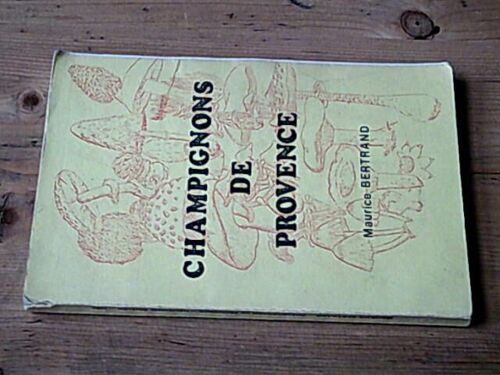 CHAMPIGNONS
DE
PROVENCE
Maurice BERTRAND